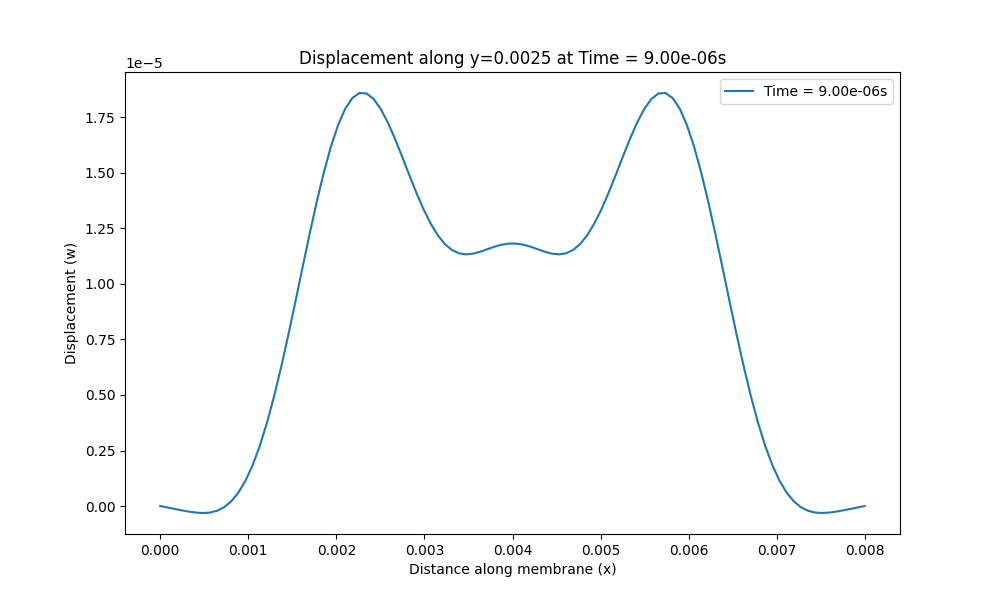 Displacement along y=0.0025 at Time = 9.00e-06s
1e−5
Time = 9.00e-06s
1.75
1.50
1.25
1.00
0.75
0.50
0.25
0.00
Displacement (w)
0.000 0.001 0.002 0.003 0.004 0.005 0.006 0.007 0.008
Distance along membrane (x)